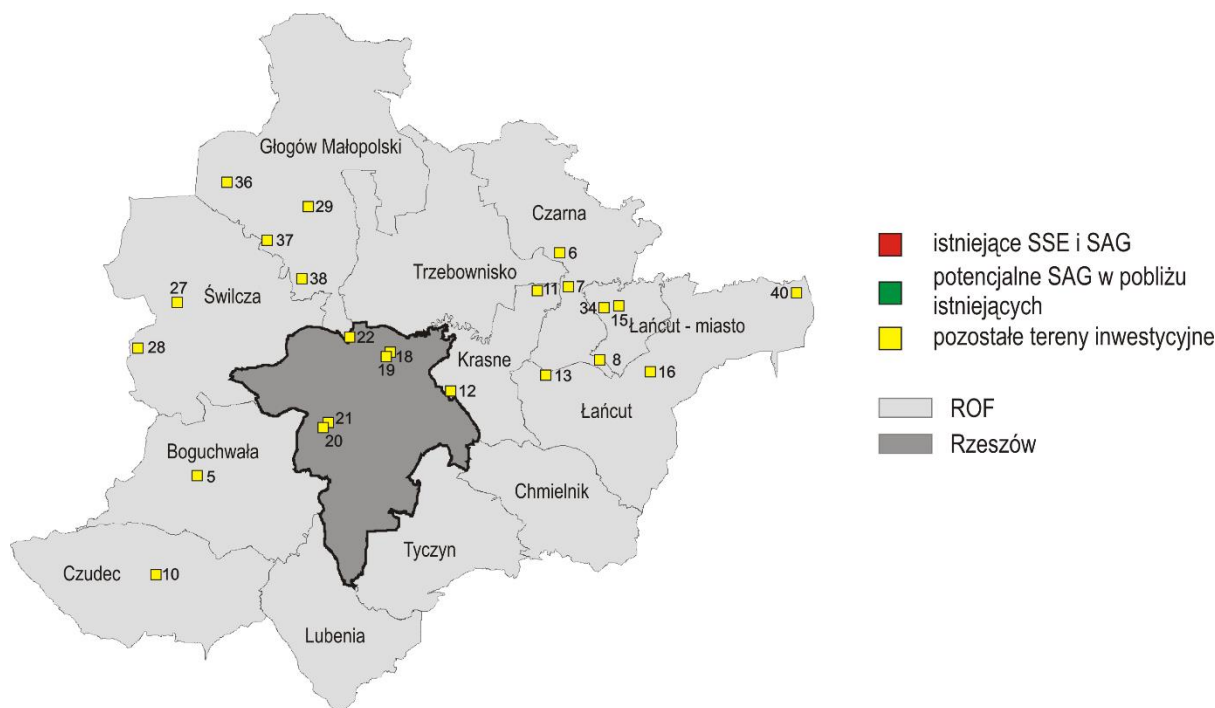 Głogów Małopolski
36
29
Czarna
37
6
istniejące SSE i SAG
38
Trzebownisko
7
potencjalne SAG w pobliżu
istniejących
27
Świlcza
11
34
15
40
Łańcut - miasto
pozostałe tereny inwestycyjne
22
28
18
19
Krasne
8
12
13
16
ROF
Łańcut
21
20
Rzeszów
Boguchwała
5
Chmielnik
Tyczyn
Czudec
10
Lubenia